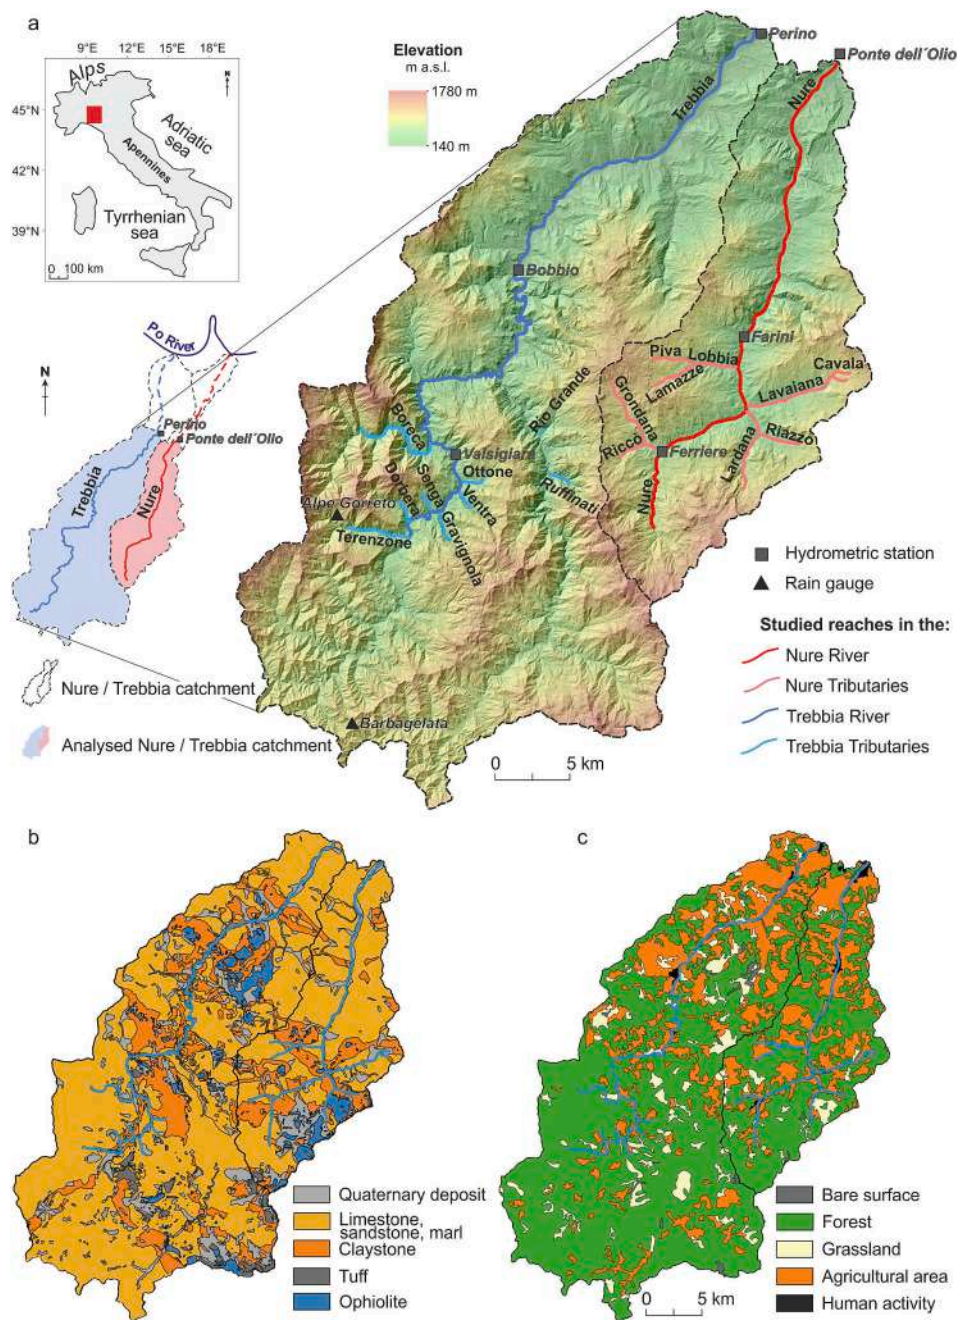 a
9°E 12°E 15°E 18°E
Alps
N
45°N
Adriatic
sea
Apennines
42°N
39°N
Tyrrhenian
sea
0 100 km
Elevation
m a.s.l.
1780 m
140 m
Perino
Ponte dell´Olio
Trebbia
Nure
Bobbio
Farini
Piva
Lobbia
Lamazze
Cavala
Lavaiana
Grondana
Rio Grande
Boreca
Riazzo
Riccó
Valsigiara
Ottone
Ferriere
Lardana
Dorbera
Senga
Ventra
Ruffinati
Nure
Alpe Gorreto
Gravignola
Terenzone
Barbagelata
0 5 km
Po River
N
Perino
Ponte dell´Olio
Trebbia
Nure
Nure / Trebbia catchment
Analysed Nure / Trebbia catchment
Hydrometric station
Rain gauge
Studied reaches in the:
Nure River
Nure Tributaries
Trebbia River
Trebbia Tributaries
b
Quaternary deposit
Limestone,
sandstone, marl
Claystone
Tuff
Ophiolite
c
Bare surface
Forest
Grassland
Agricultural area
Human activity
0 5 km